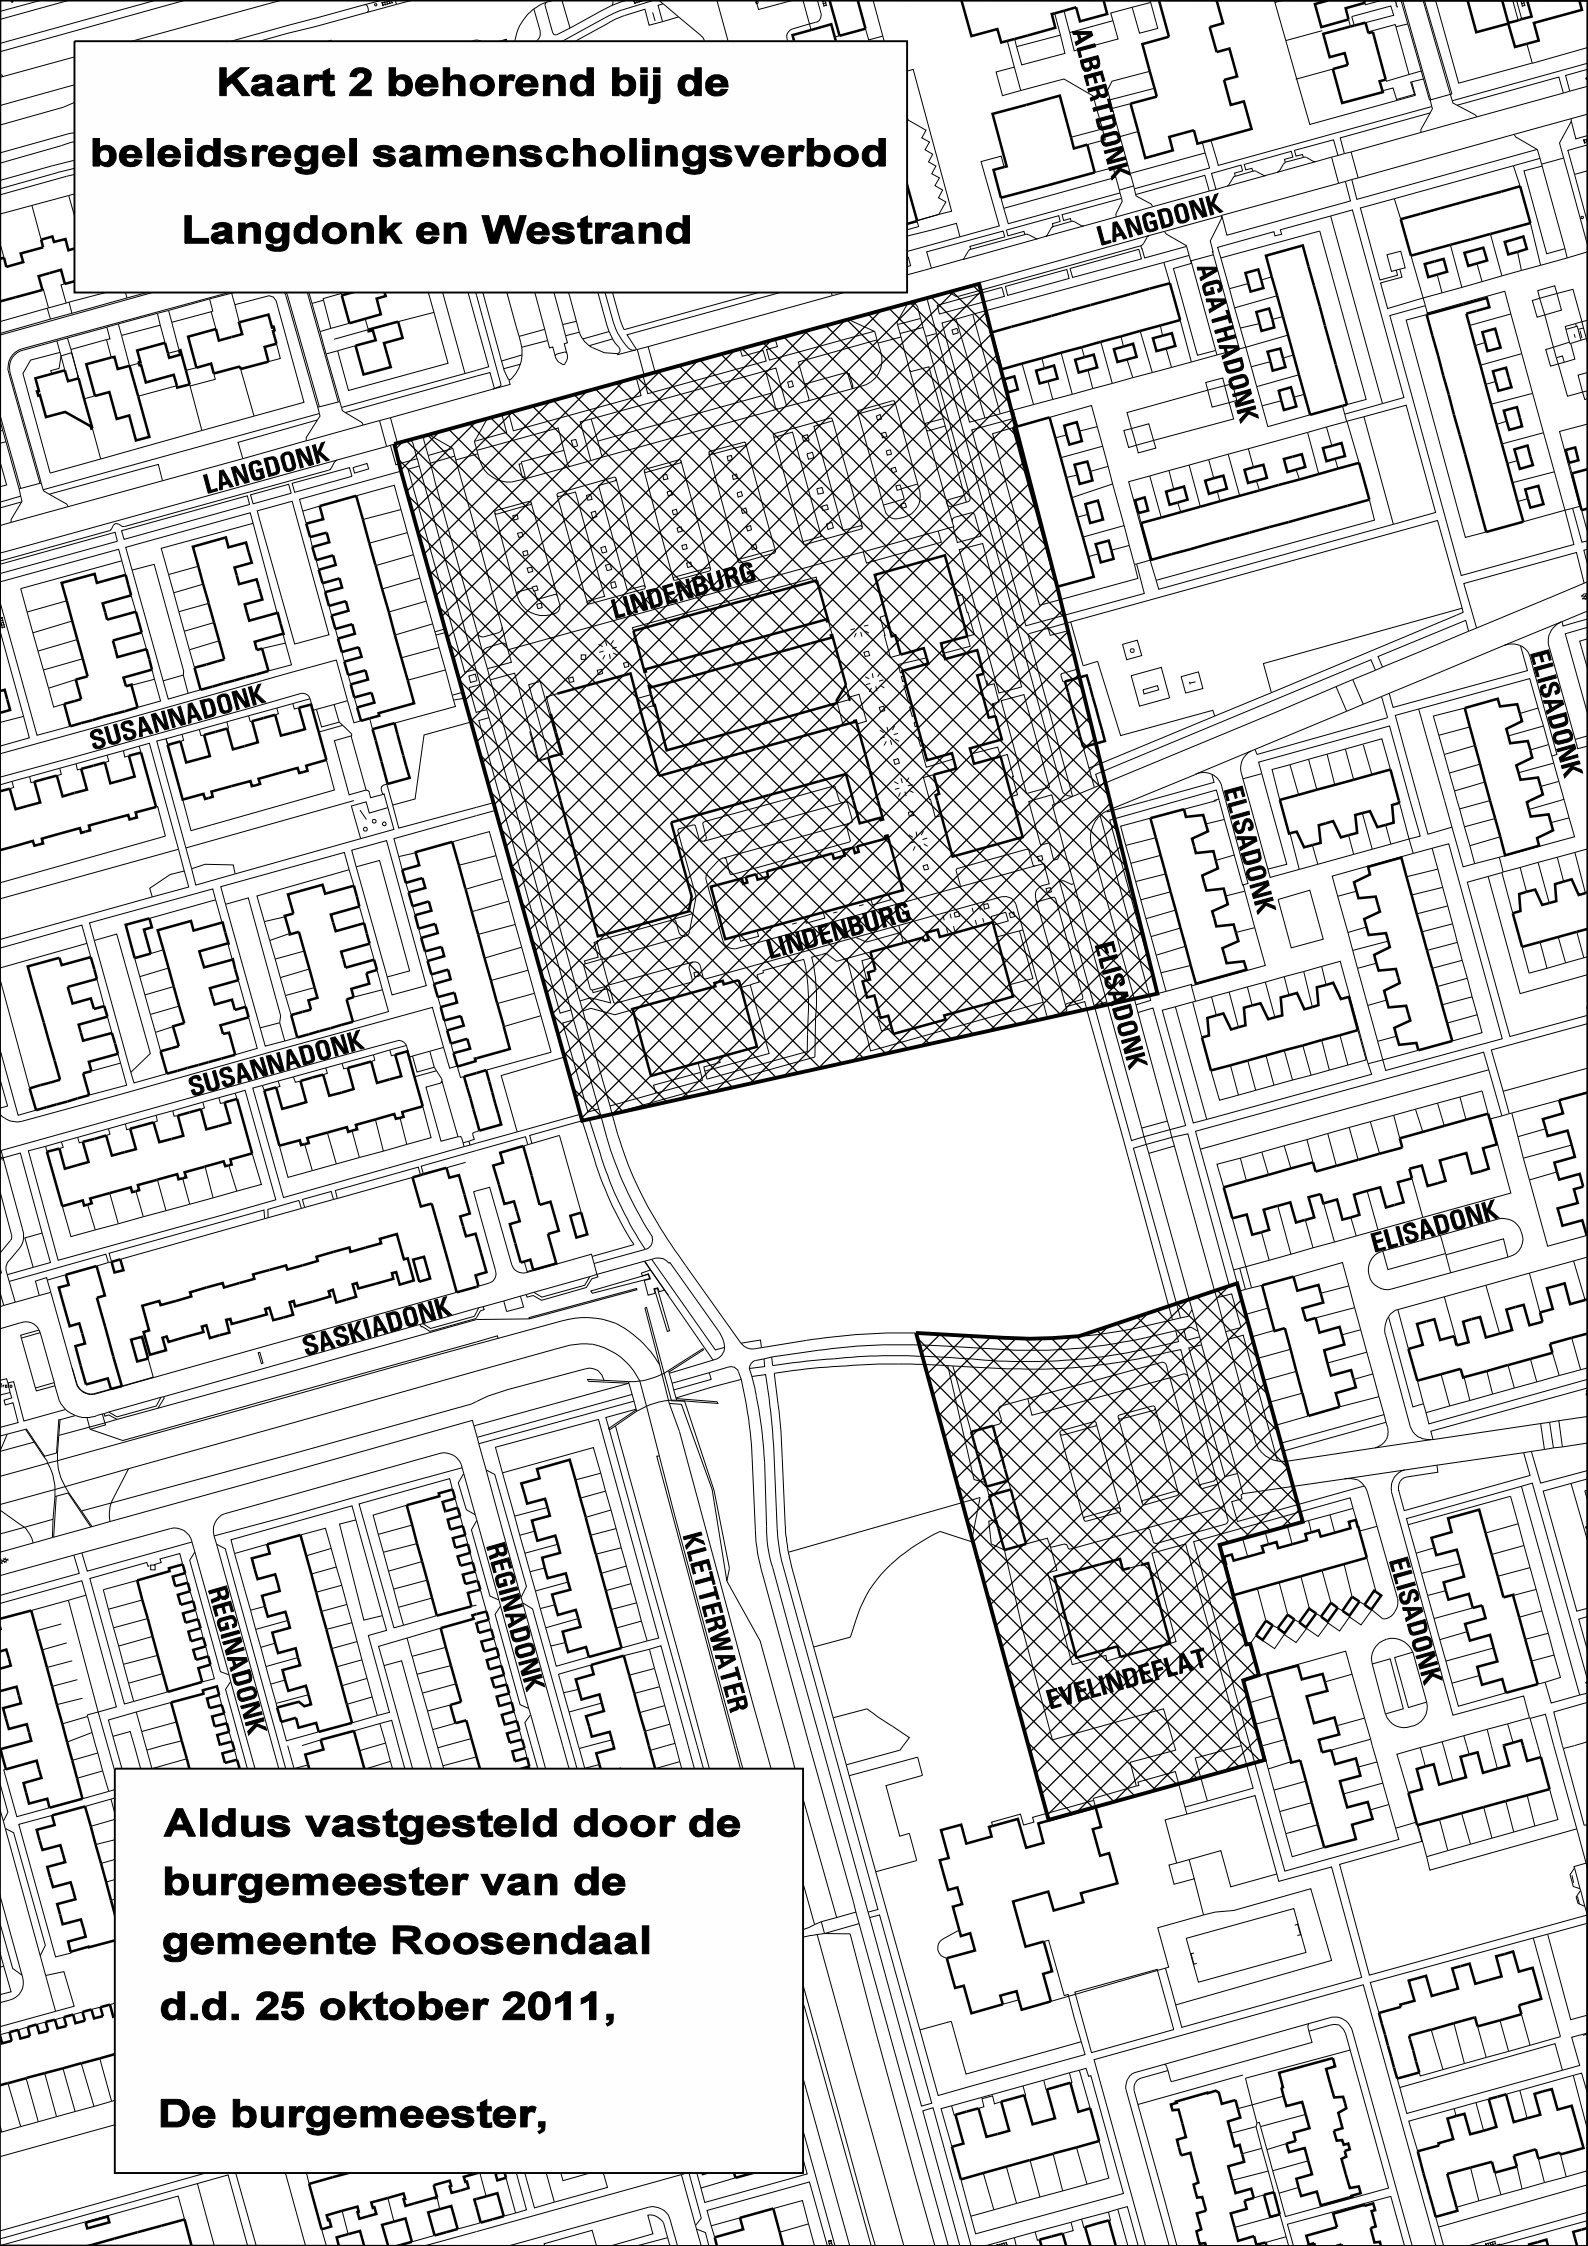 Kaart 2 behorend bij de
beleidsregel samenscholingsverbod
Langdonk en Westrand
ALBERTDONK
LANGDONK
AGATHADONK
LANGDONK
LINDENBURG
SUSANNADONK
ELISADONK
ELISADONK
LINDENBURG
ELISADONK
SUSANNADONK
ELISADONK
SASKIADONK
KLETTERWATER
REGINADONK
REGINADONK
ELISADONK
EVELINDEFLAT
Aldus vastgesteld door de
burgemeester van de
gemeente Roosendaal
d.d. 25 oktober 2011,
De burgemeester,